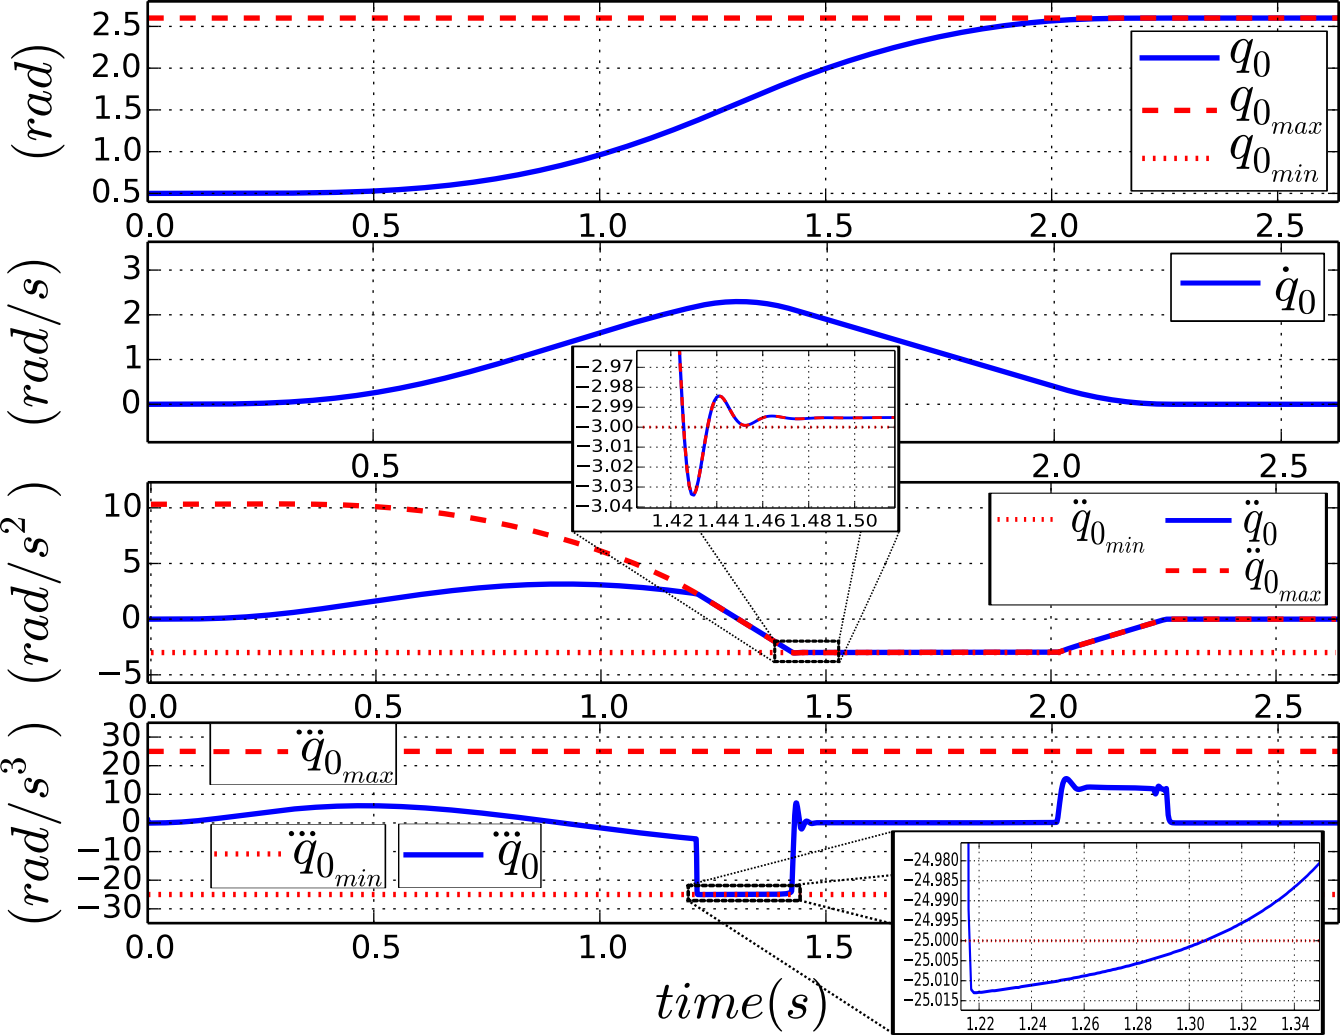 (rad)
2.5
2.0
1.5
1.0
0.5
q₀
q₀ₘₐₓ
q₀ₘᵢₙ
0.0 0.5 1.0 1.5 2.0 2.5
(rad/s)
3
2
1
0
q̇₀
0.5 2.0 2.5
−2.97
−2.98
−2.99
−3.00
−3.01
−3.02
−3.03
−3.04
1.42 1.44 1.46 1.48 1.50
(rad/s²)
10
5
0
−5
q̈₀ₘᵢₙ q̈₀
q̈₀ₘₐₓ
0.0 0.5 1.0 1.5 2.0 2.5
(rad/s³)
30
20
10
0
−10
−20
−30
q⃛₀ₘₐₓ
q⃛₀ₘᵢₙ q⃛₀
0.0 0.5 1.0 1.5
−24.980
−24.985
−24.990
−24.995
−25.000
−25.005
−25.010
−25.015
1.22 1.24 1.26 1.28 1.30 1.32 1.34
time(s)